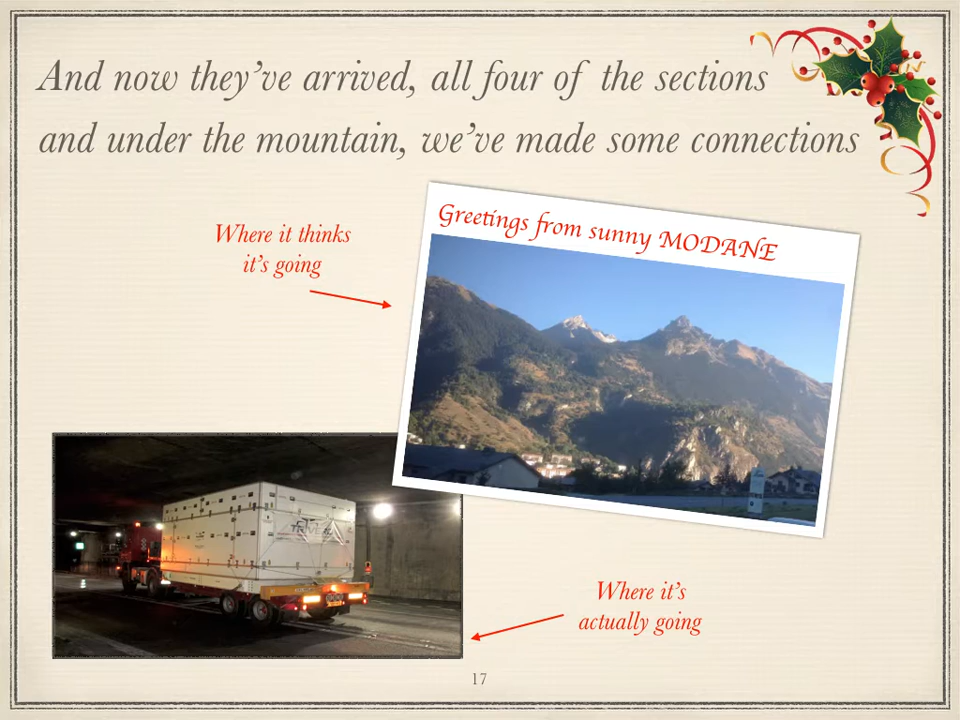 And now they've arrived, all four of the sections
and under the mountain, we've made some connections
Greetings from sunny MODANE
Where it thinks
it's going
Where it's
actually going
17